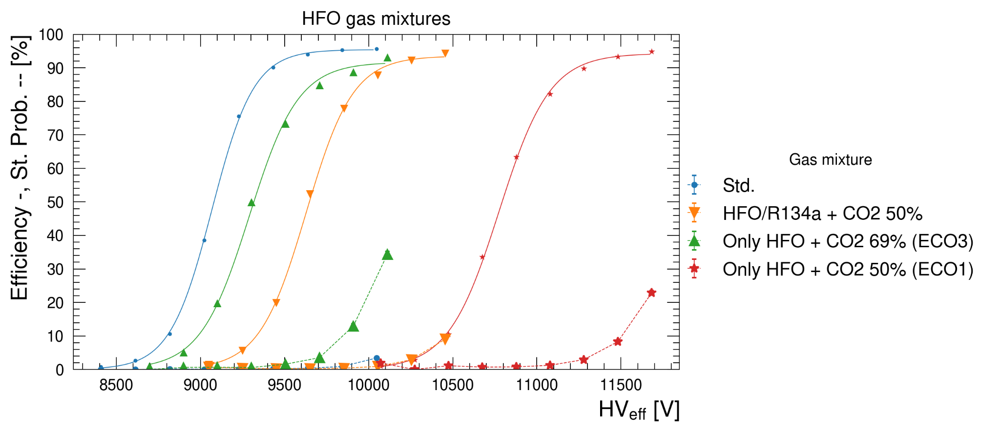 HFO gas mixtures
Efficiency -, St. Prob. -- [%]
100
90
80
70
60
50
40
30
20
10
0
8500 9000 9500 10000 10500 11000 11500
HVeff [V]
Gas mixture
Std.
HFO/R134a + CO2 50%
Only HFO + CO2 69% (ECO3)
Only HFO + CO2 50% (ECO1)